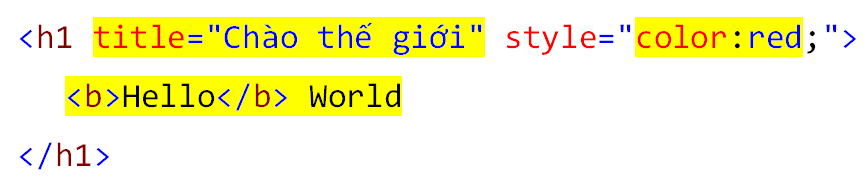 <h1 title="Chào thế giới" style="color:red;">
<b>Hello</b> World
</h1>